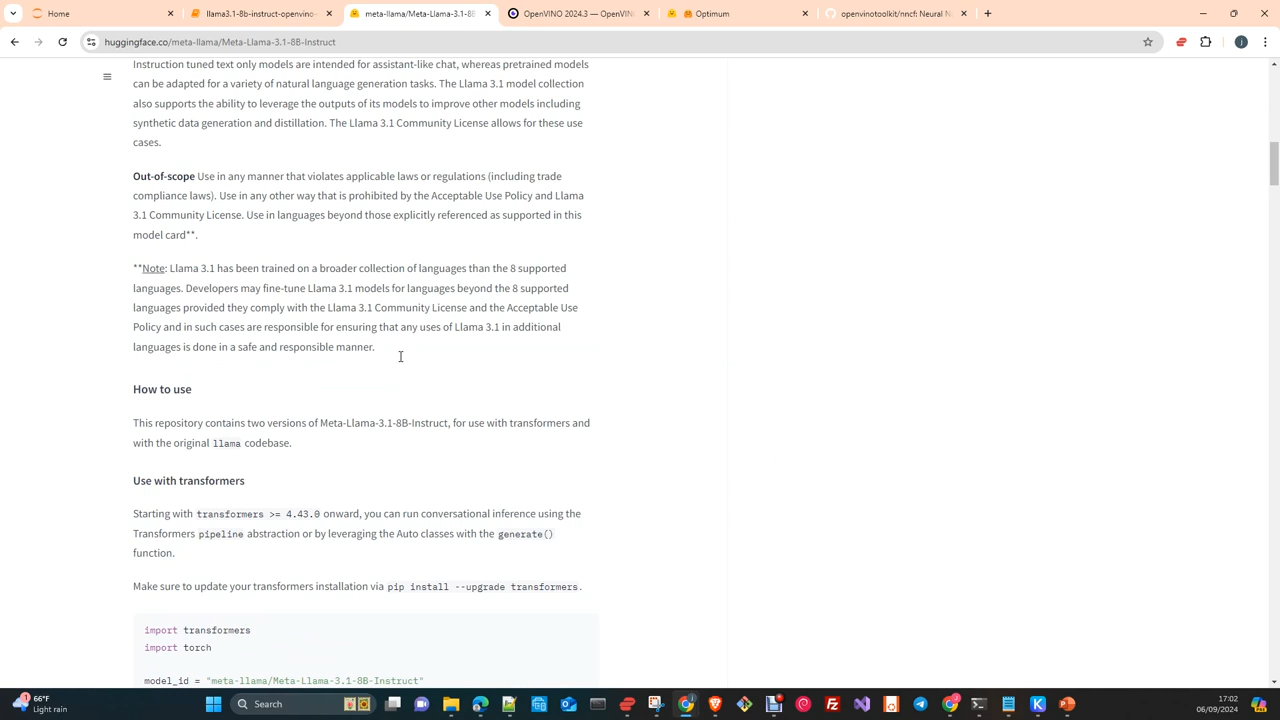 Home
llama3.1-8b-instruct-openvino-
meta-llama/Meta-Llama-3.1-8B
OpenVINO 2024.3 — OpenVIN
Optimum
openvinotoolkit/nncf: Neural N
huggingface.co/meta-llama/Meta-Llama-3.1-8B-Instruct
Instruction tuned text only models are intended for assistant-like chat, whereas pretrained models
can be adapted for a variety of natural language generation tasks. The Llama 3.1 model collection
also supports the ability to leverage the outputs of its models to improve other models including
synthetic data generation and distillation. The Llama 3.1 Community License allows for these use
cases.
Out-of-scope Use in any manner that violates applicable laws or regulations (including trade
compliance laws). Use in any other way that is prohibited by the Acceptable Use Policy and Llama
3.1 Community License. Use in languages beyond those explicitly referenced as supported in this
model card**.
**Note: Llama 3.1 has been trained on a broader collection of languages than the 8 supported
languages. Developers may fine-tune Llama 3.1 models for languages beyond the 8 supported
languages provided they comply with the Llama 3.1 Community License and the Acceptable Use
Policy and in such cases are responsible for ensuring that any uses of Llama 3.1 in additional
languages is done in a safe and responsible manner.
How to use
This repository contains two versions of Meta-Llama-3.1-8B-Instruct, for use with transformers and
with the original llama codebase.
Use with transformers
Starting with transformers >= 4.43.0 onward, you can run conversational inference using the
Transformers pipeline abstraction or by leveraging the Auto classes with the generate()
function.
Make sure to update your transformers installation via pip install --upgrade transformers.
import transformers
import torch
model_id = "meta-llama/Meta-Llama-3.1-8B-Instruct"
66°F
Light rain
Search
17:02
06/09/2024